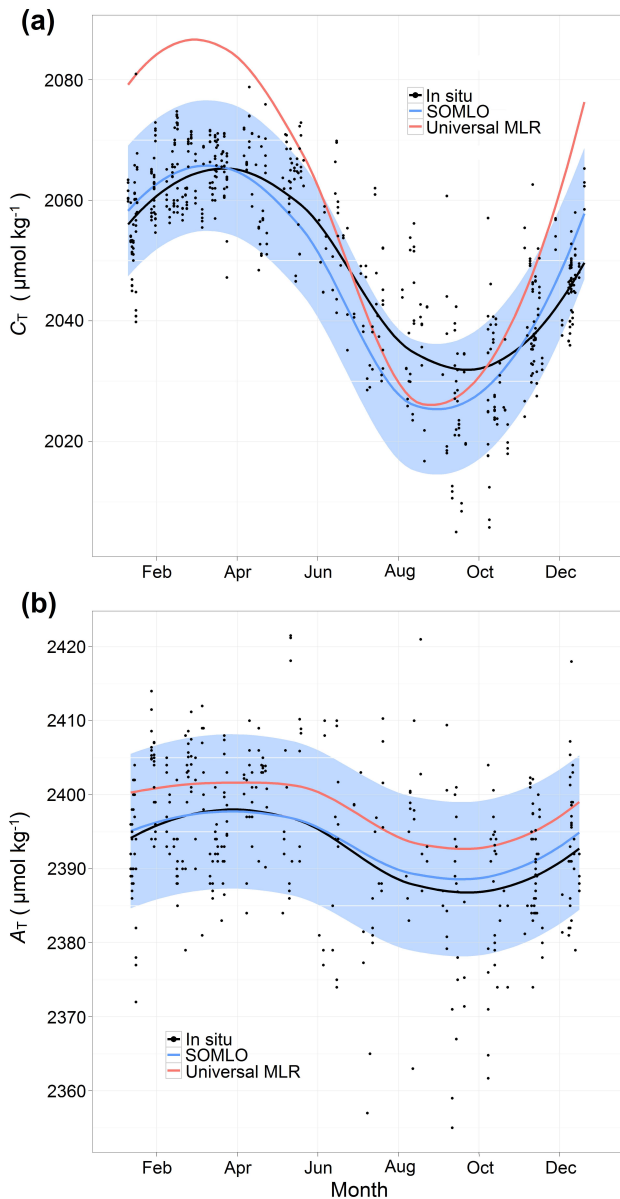 (a)
2080
2060
2040
2020
C_T ( µmol kg⁻¹)
In situ
SOMLO
Universal MLR
Feb Apr Jun Aug Oct Dec
(b)
2420
2410
2400
2390
2380
2370
2360
A_T ( µmol kg⁻¹)
In situ
SOMLO
Universal MLR
Feb Apr Jun Aug Oct Dec
Month